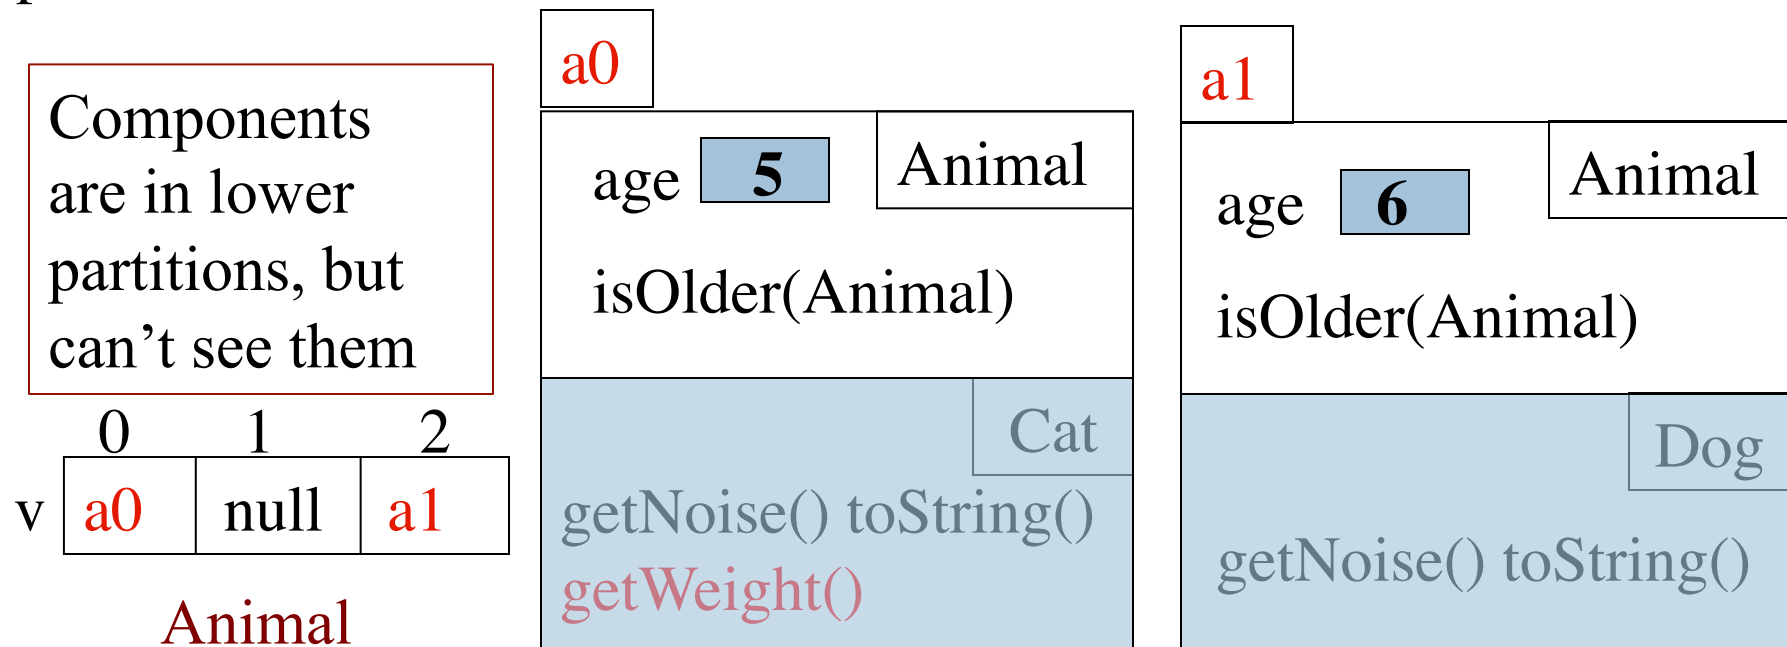 Components
are in lower
partitions, but
can’t see them
0 1 2
v a0 null a1
Animal
a0
age 5 Animal
isOlder(Animal)
Cat
getNoise() toString()
getWeight()
a1
age 6 Animal
isOlder(Animal)
Dog
getNoise() toString()